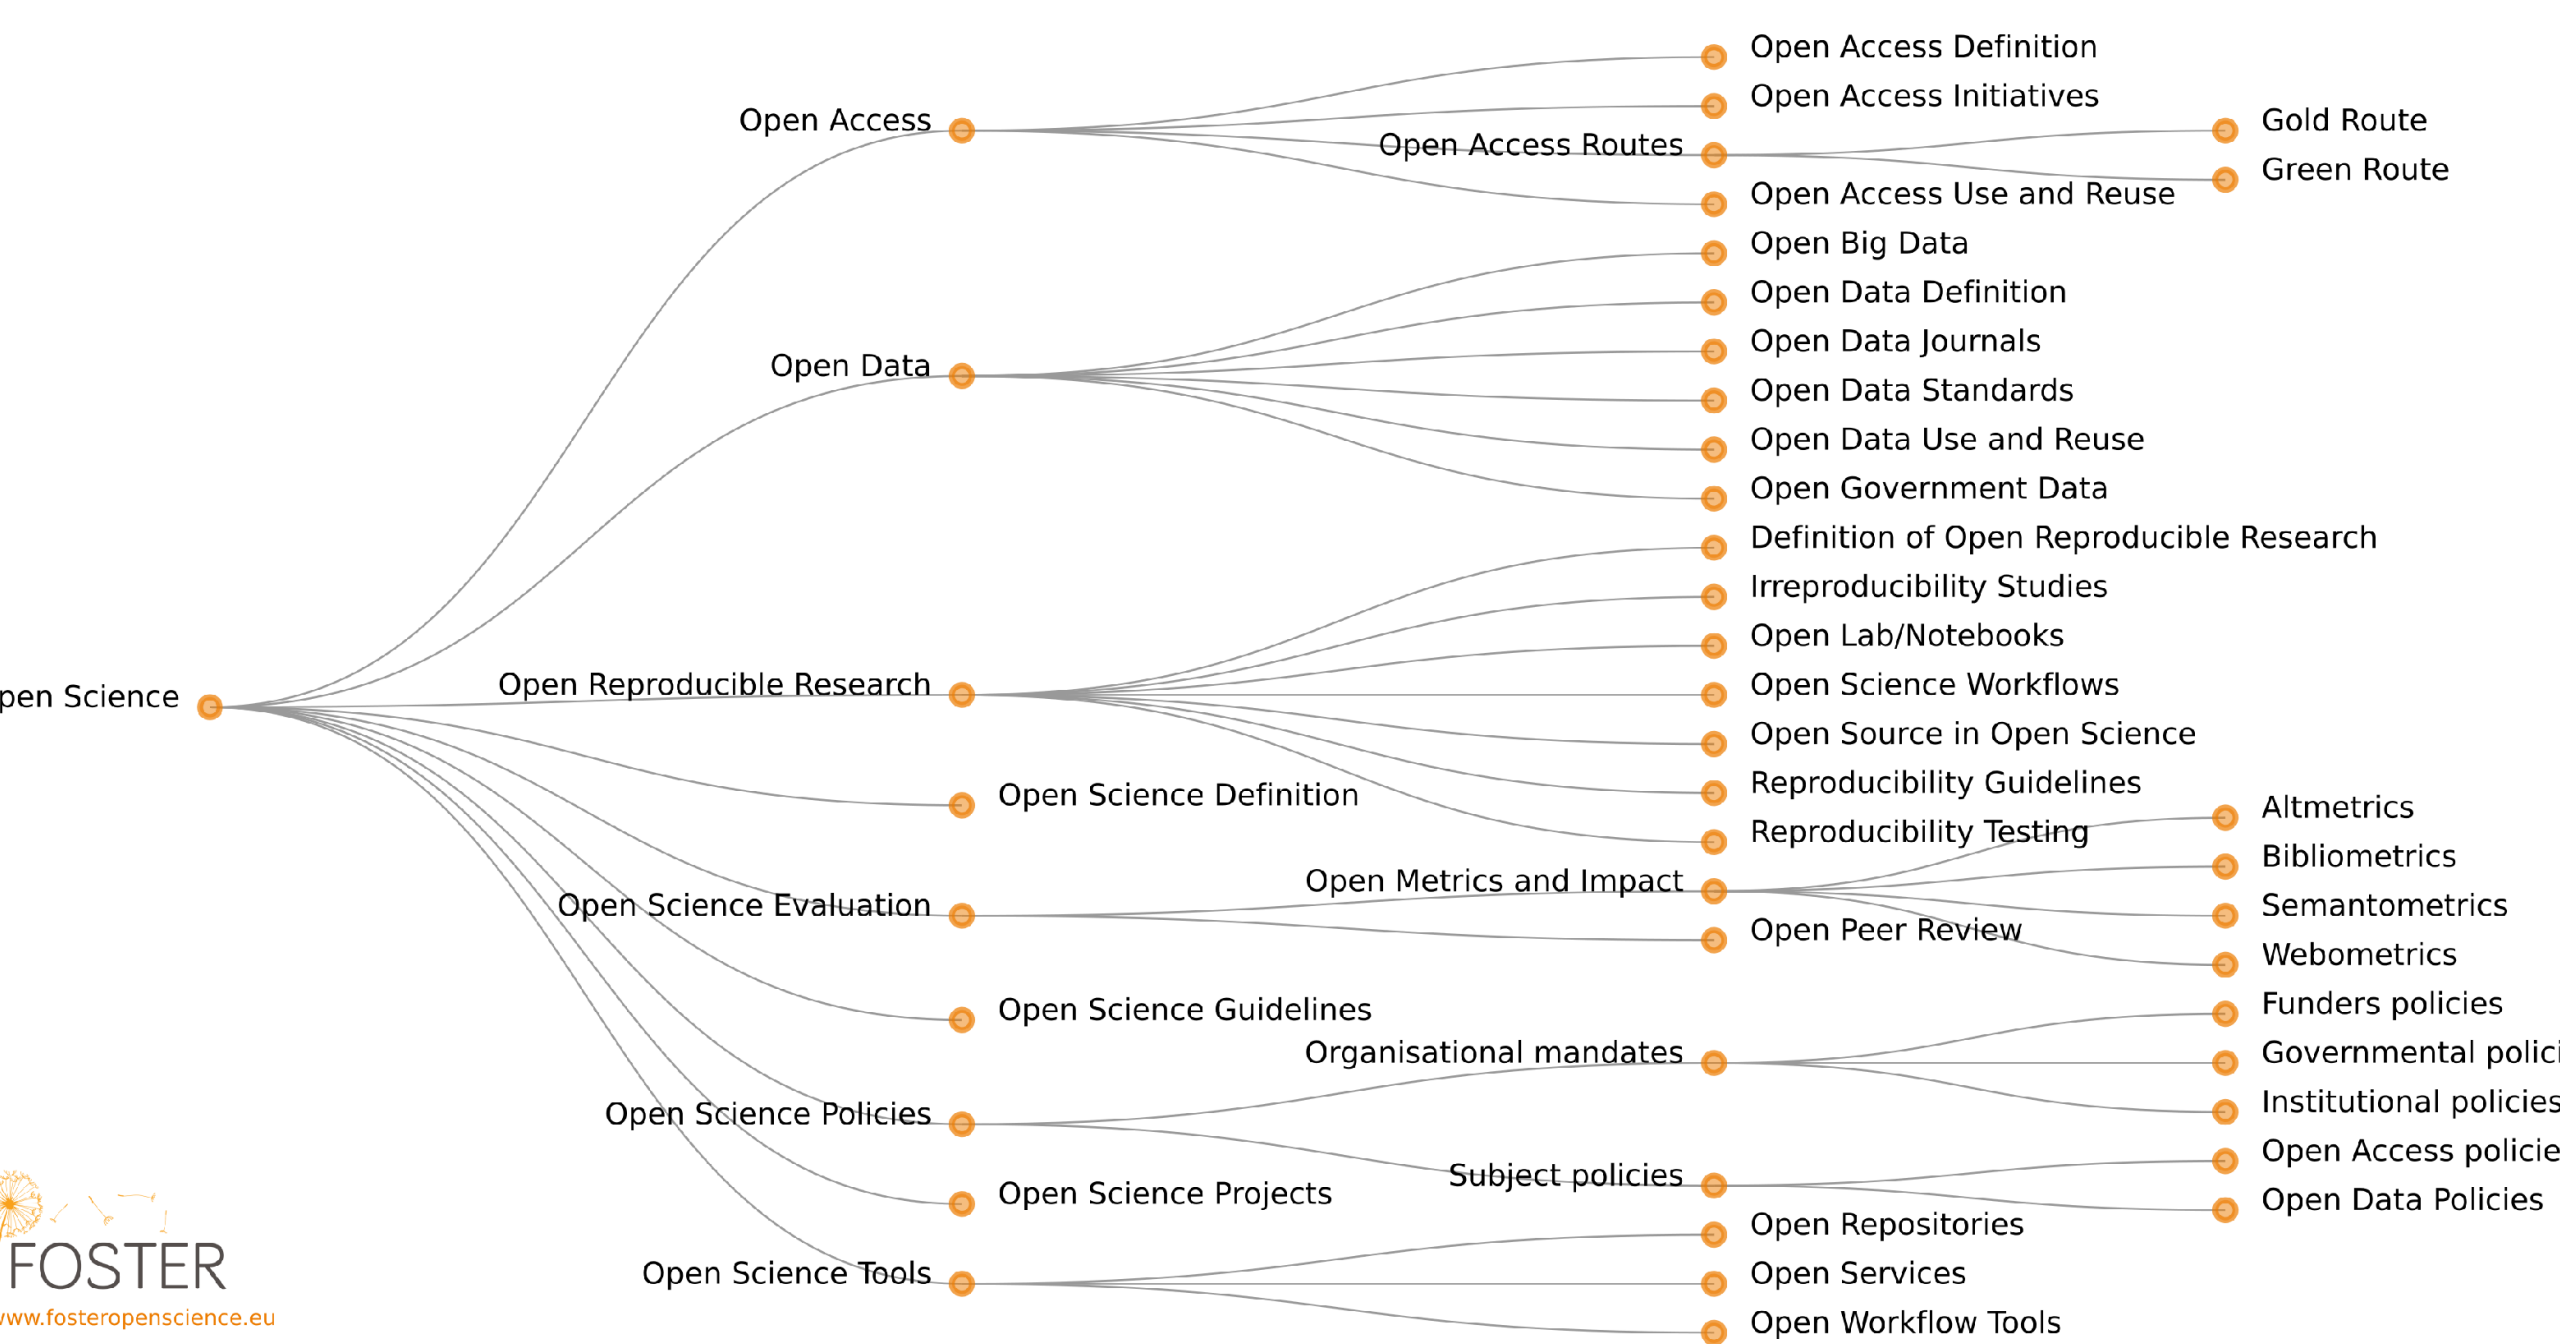 Open Access Definition
Open Access Initiatives
Open Access
Gold Route
Open Access Routes
Green Route
Open Access Use and Reuse
Open Big Data
Open Data Definition
Open Data Journals
Open Data
Open Data Standards
Open Data Use and Reuse
Open Government Data
Definition of Open Reproducible Research
Irreproducibility Studies
Open Lab/Notebooks
pen Science
Open Reproducible Research
Open Science Workflows
Open Source in Open Science
Reproducibility Guidelines
Open Science Definition
Altmetrics
Reproducibility Testing
Bibliometrics
Open Metrics and Impact
Open Science Evaluation
Semantometrics
Open Peer Review
Webometrics
Funders policies
Open Science Guidelines
Organisational mandates
Governmental polici
Institutional policies
Open Science Policies
Open Access policie
Subject policies
Open Science Projects
Open Data Policies
Open Repositories
Open Science Tools
Open Services
Open Workflow Tools
FOSTER
www.fosteropenscience.eu